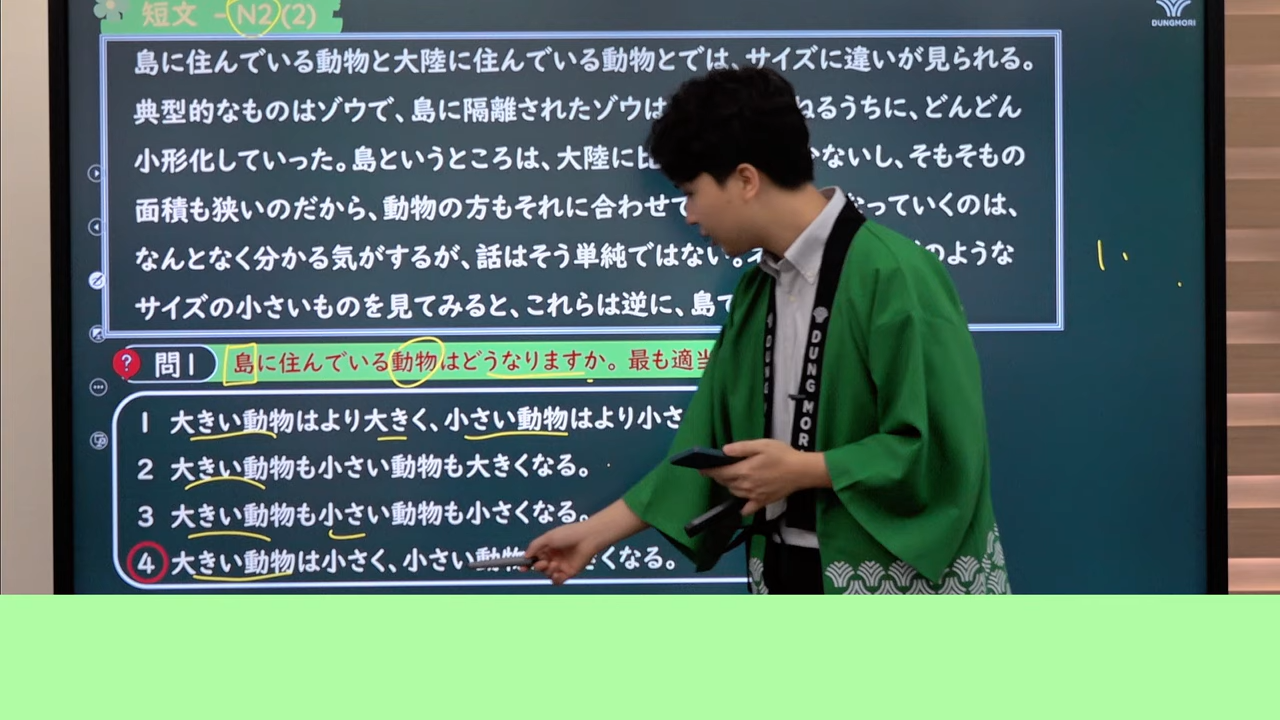 短文 - N2 (2)
DUNGMORI
島に住んでいる動物と大陸に住んでいる動物とでは、サイズに違いが見られる。
典型的なものはゾウで、島に隔離されたゾウは ねるうちに、どんどん
小形化していった。島というところは、大陸に比 ないし、そもそもの
面積も狭いのだから、動物の方もそれに合わせて なっていくのは、
なんとなく分かる気がするが、話はそう単純ではない。 のような
サイズの小さいものを見てみると、これらは逆に、島で
? 問1 島に住んでいる動物はどうなりますか。最も適当
1 大きい動物はより大きく、小さい動物はより小さ
2 大きい動物も小さい動物も大きくなる。
3 大きい動物も小さい動物も小さくなる。
4 大きい動物は小さく、小さい動物 きくなる。
DUNGMOR
DUNG